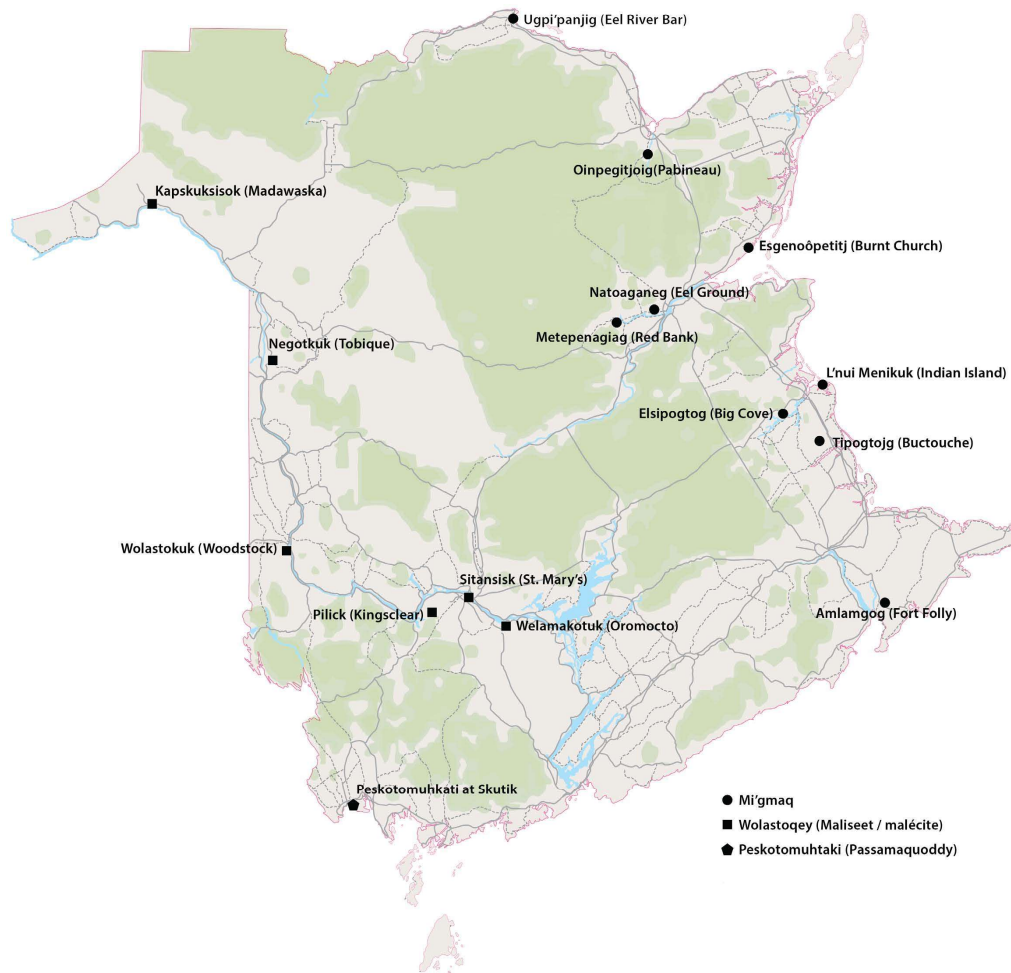 Ugpi'panjig (Eel River Bar)
Oinpegitjoig(Pabineau)
Kapskuksisok (Madawaska)
Esgenoôpetitj (Burnt Church)
Natoaganeg (Eel Ground)
Metepenagiag (Red Bank)
Negotkuk (Tobique)
L'nui Menikuk (Indian Island)
Elsipogtog (Big Cove)
Tipogtojg (Buctouche)
Wolastokuk (Woodstock)
Sitansisk (St. Mary's)
Pilick (Kingsclear)
Welamakotuk (Oromocto)
Amlamgog (Fort Folly)
Peskotomuhkati at Skutik
Mi'gmaq
Wolastoqey (Maliseet / malécite)
Peskotomuhtaki (Passamaquoddy)